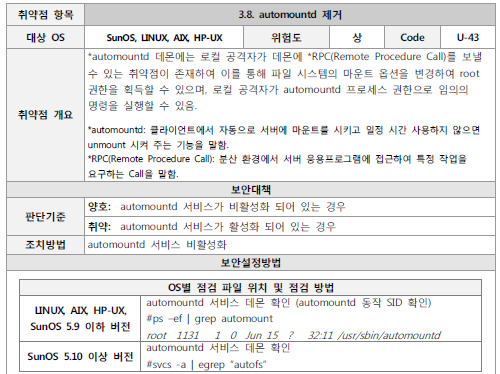 취약점 항목 3.8. automountd 제거
대상 OS SunOS, LINUX, AIX, HP-UX 위험도 상 Code U-43
취약점 개요
*automountd 데몬에는 로컬 공격자가 데몬에 *RPC(Remote Procedure Call)를 보낼
수 있는 취약점이 존재하여 이를 통해 파일 시스템의 마운트 옵션을 변경하여 root
권한을 획득할 수 있으며, 로컬 공격자가 automountd 프로세스 권한으로 임의의
명령을 실행할 수 있음.
*automountd: 클라이언트에서 자동으로 서버에 마운트를 시키고 일정 시간 사용하지 않으면
unmount 시켜 주는 기능을 말함.
*RPC(Remote Procedure Call): 분산 환경에서 서버 응용프로그램에 접근하여 특정 작업을
요구하는 Call을 말함.
보안대책
판단기준
양호: automountd 서비스가 비활성화 되어 있는 경우
취약: automountd 서비스가 활성화 되어 있는 경우
조치방법 automountd 서비스 비활성화
보안설정방법
OS별 점검 파일 위치 및 점검 방법
LINUX, AIX, HP-UX,
SunOS 5.9 이하 버전
automountd 서비스 데몬 확인 (automountd 동작 SID 확인)
#ps –ef | grep automount
root 1131 1 0 Jun 15 ? 32:11 /usr/sbin/automountd
SunOS 5.10 이상 버전
automountd 서비스 데몬 확인
#svcs -a | egrep "autofs"